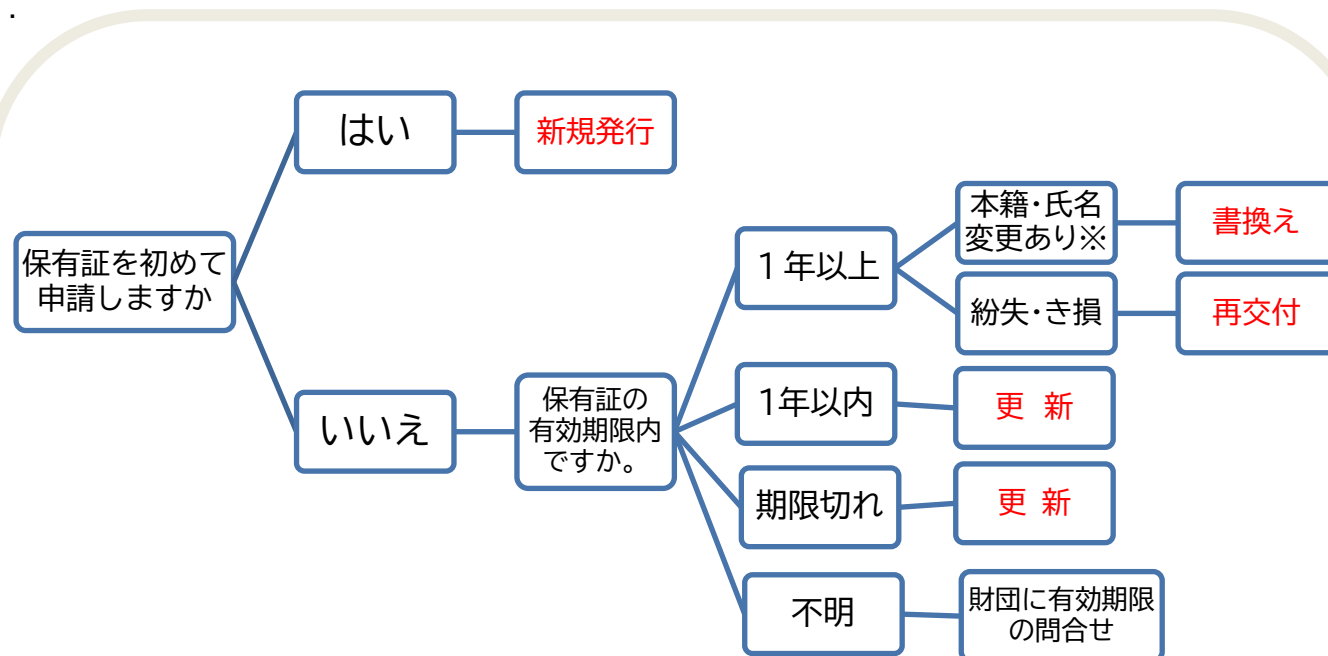 .
はい
新規発行
保有証を初めて
申請しますか
いいえ
保有証の
有効期限内
ですか。
１年以上
本籍・氏名
変更あり※
書換え
紛失・き損
再交付
1年以内
更 新
期限切れ
更 新
不明
財団に有効期限
の問合せ